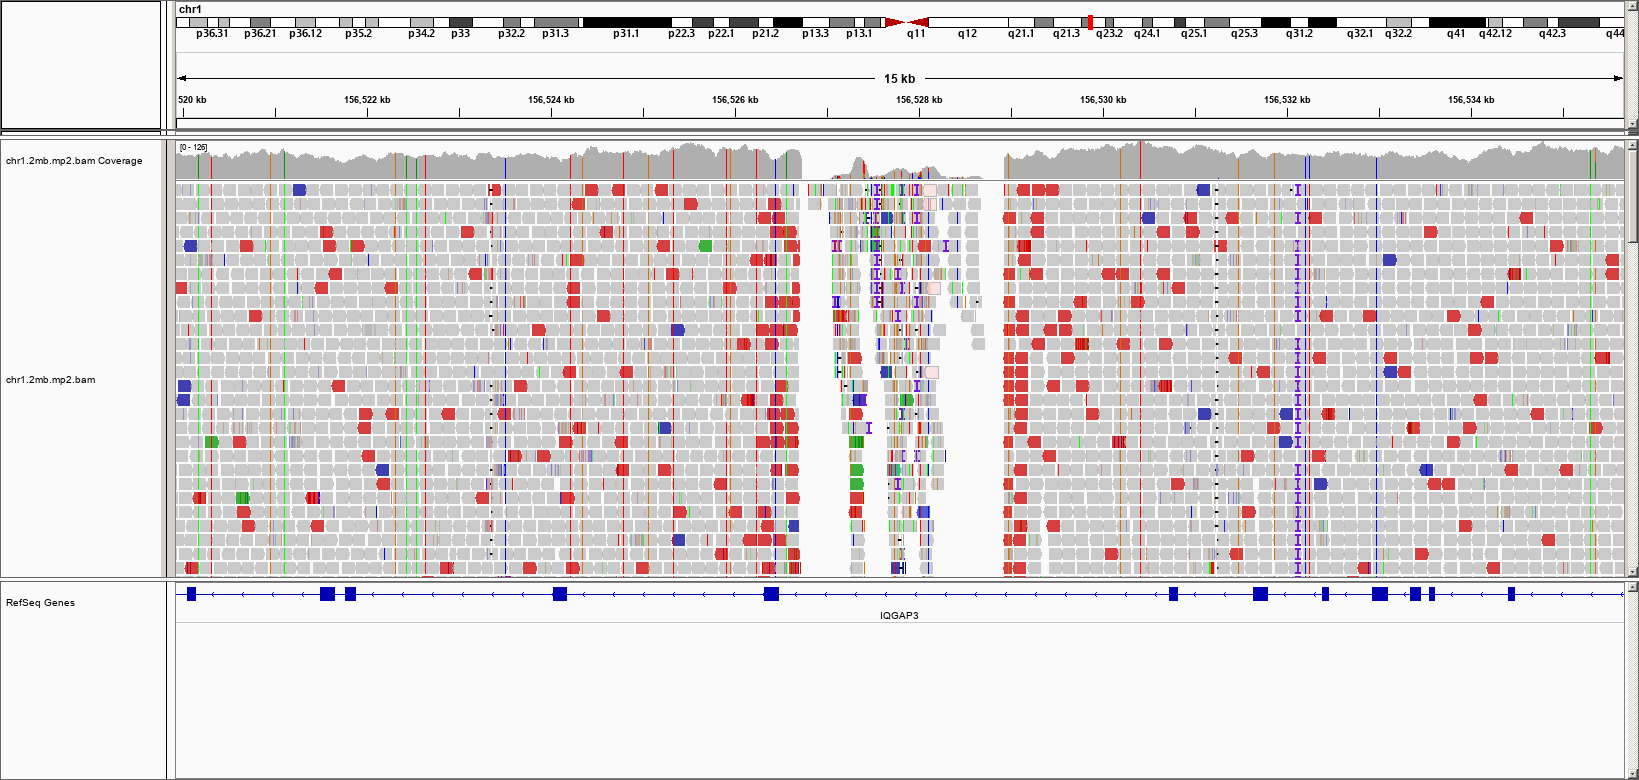 chr1
p36.31 p36.21 p36.12 p35.2 p34.2 p33 p32.2 p31.3 p31.1 p22.3 p22.1 p21.2 p13.3 p13.1 q11 q12 q21.1 q21.3 q23.2 q24.1 q25.1 q25.3 q31.2 q32.1 q32.2 q41 q42.12 q42.3 q44
15 kb
520 kb 156,522 kb 156,524 kb 156,526 kb 156,528 kb 156,530 kb 156,532 kb 156,534 kb
[0 - 126]
chr1.2mb.mp2.bam Coverage
chr1.2mb.mp2.bam
RefSeq Genes
IQGAP3